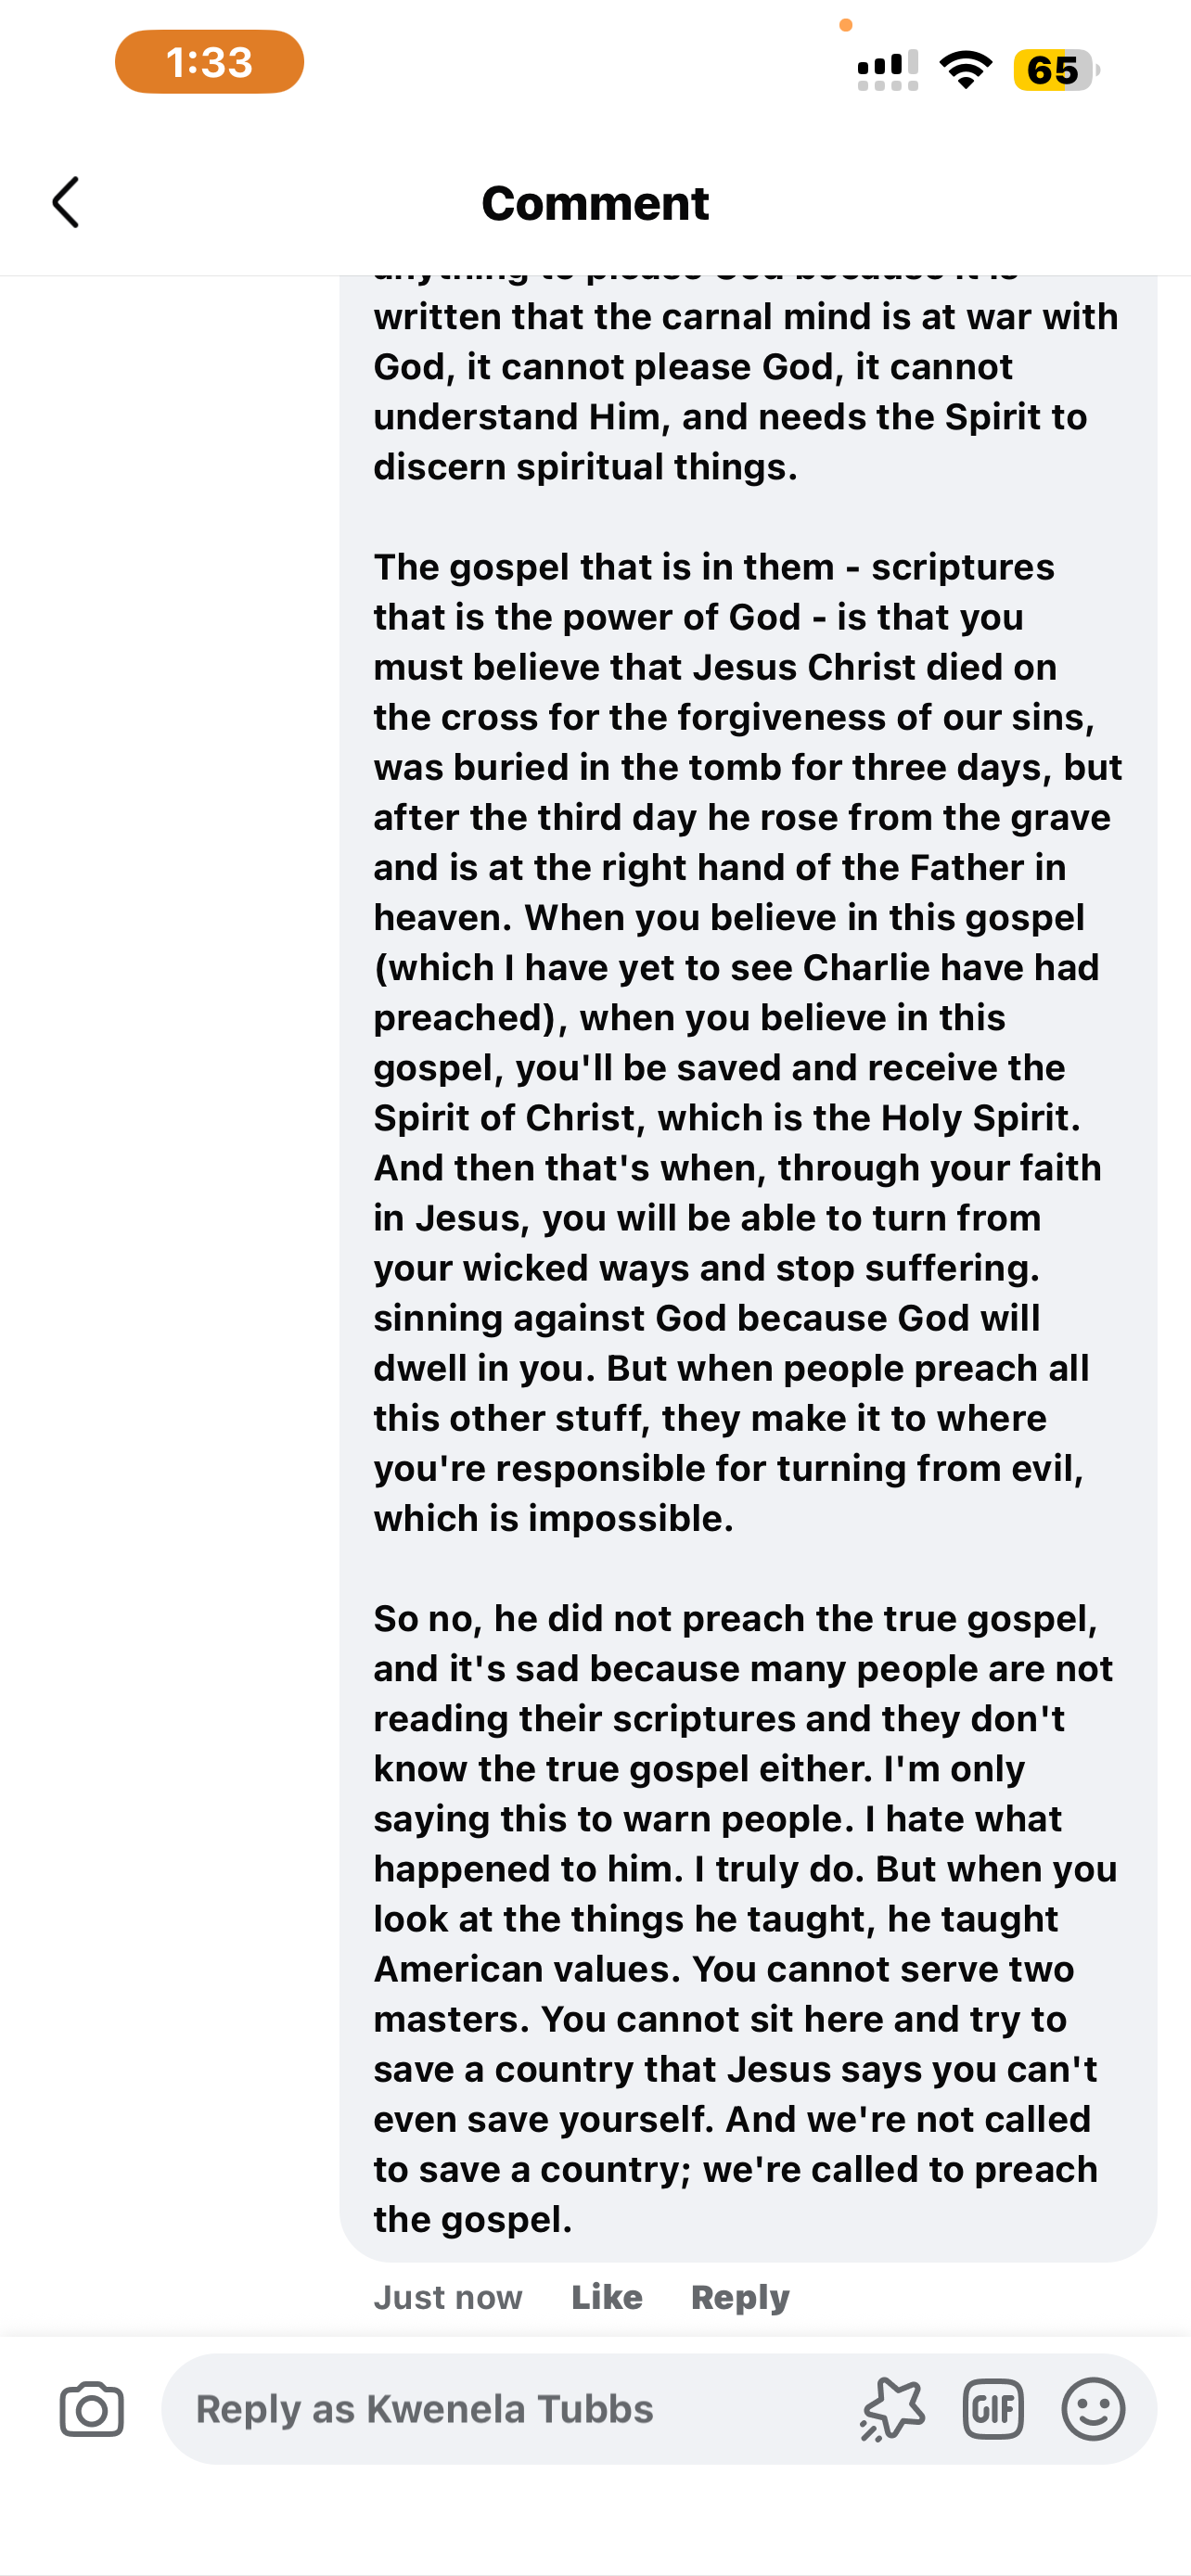 1:33
65
Comment
anything to please God because it is
written that the carnal mind is at war with
God, it cannot please God, it cannot
understand Him, and needs the Spirit to
discern spiritual things.
The gospel that is in them - scriptures
that is the power of God - is that you
must believe that Jesus Christ died on
the cross for the forgiveness of our sins,
was buried in the tomb for three days, but
after the third day he rose from the grave
and is at the right hand of the Father in
heaven. When you believe in this gospel
(which I have yet to see Charlie have had
preached), when you believe in this
gospel, you'll be saved and receive the
Spirit of Christ, which is the Holy Spirit.
And then that's when, through your faith
in Jesus, you will be able to turn from
your wicked ways and stop suffering.
sinning against God because God will
dwell in you. But when people preach all
this other stuff, they make it to where
you're responsible for turning from evil,
which is impossible.
So no, he did not preach the true gospel,
and it's sad because many people are not
reading their scriptures and they don't
know the true gospel either. I'm only
saying this to warn people. I hate what
happened to him. I truly do. But when you
look at the things he taught, he taught
American values. You cannot serve two
masters. You cannot sit here and try to
save a country that Jesus says you can't
even save yourself. And we're not called
to save a country; we're called to preach
the gospel.
Just now Like Reply
Reply as Kwenela Tubbs
GIF